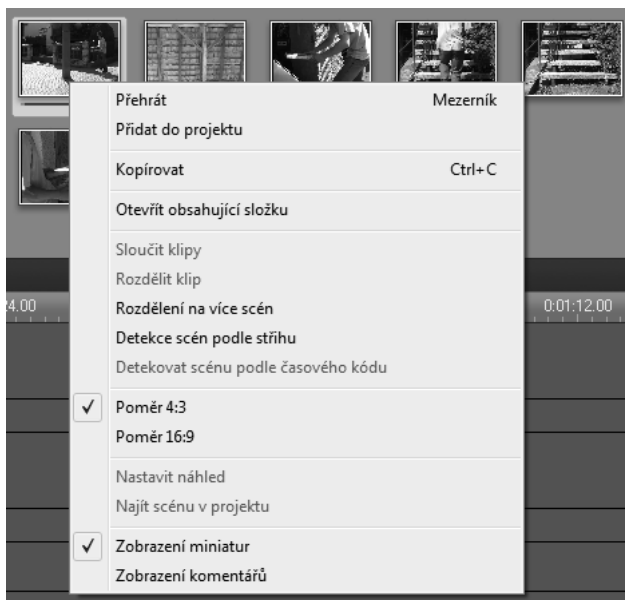 Přehrát Mezerník
Přidat do projektu
Kopírovat Ctrl+C
Otevřít obsahující složku
Sloučit klipy
Rozdělit klip
Rozdělení na více scén
24.00 0:01:12.00
Detekce scén podle střihu
Detekovat scénu podle časového kódu
Poměr 4:3
Poměr 16:9
Nastavit náhled
Najít scénu v projektu
Zobrazení miniatur
Zobrazení komentářů